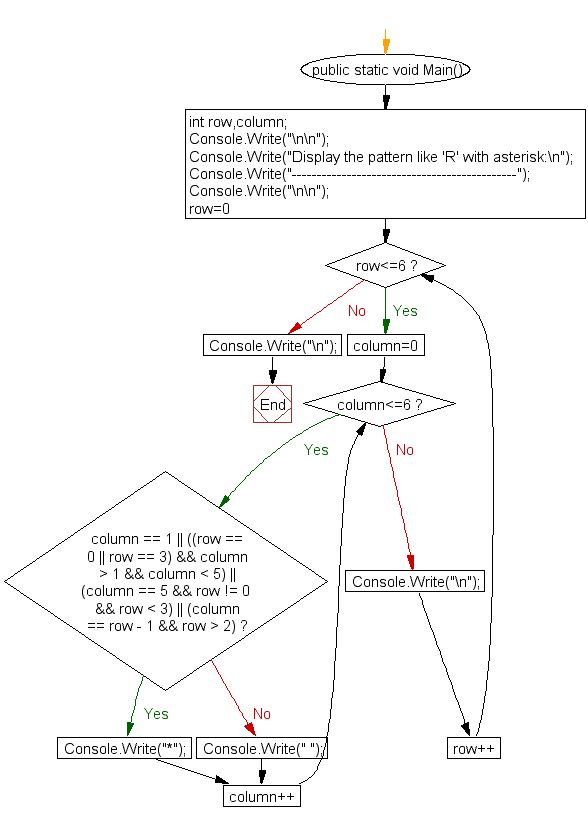 public static void Main()
int row,column;
Console.Write("\n\n");
Console.Write("Display the pattern like 'R' with asterisk:\n");
Console.Write("---------------------------------------------");
Console.Write("\n\n");
row=0
row<=6 ?
No
Yes
Console.Write("\n");
column=0
End
column<=6 ?
Yes
No
column == 1 || ((row ==
0 || row == 3) && column
> 1 && column < 5) ||
(column == 5 && row != 0
&& row < 3) || (column
== row - 1 && row > 2) ?
Console.Write("\n");
Yes
No
Console.Write("*");
Console.Write(" ");
row++
column++